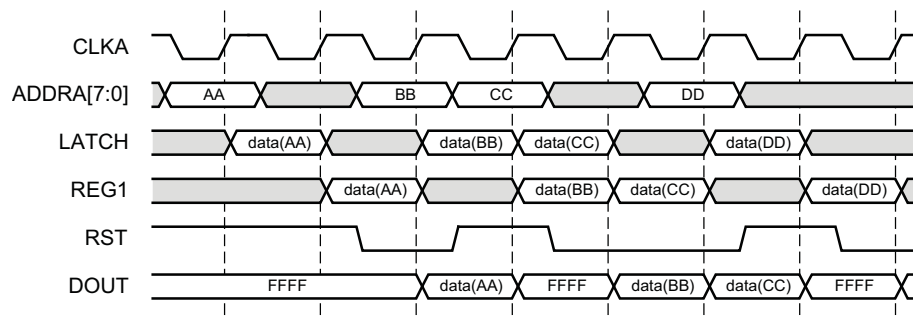 CLKA
ADDRA[7:0] AA BB CC DD
LATCH data(AA) data(BB) data(CC) data(DD)
REG1 data(AA) data(BB) data(CC) data(DD)
RST
DOUT FFFF data(AA) FFFF data(BB) data(CC) FFFF